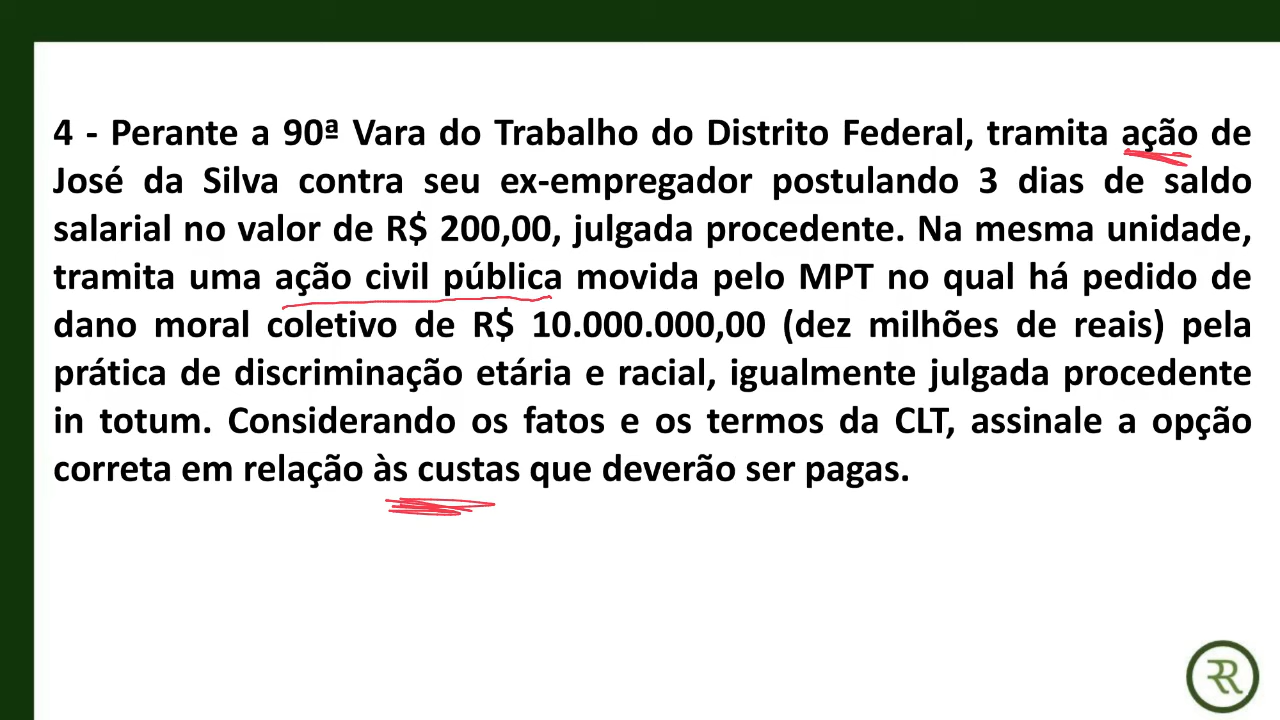 4 - Perante a 90ª Vara do Trabalho do Distrito Federal, tramita ação de
José da Silva contra seu ex-empregador postulando 3 dias de saldo
salarial no valor de R$ 200,00, julgada procedente. Na mesma unidade,
tramita uma ação civil pública movida pelo MPT no qual há pedido de
dano moral coletivo de R$ 10.000.000,00 (dez milhões de reais) pela
prática de discriminação etária e racial, igualmente julgada procedente
in totum. Considerando os fatos e os termos da CLT, assinale a opção
correta em relação às custas que deverão ser pagas.